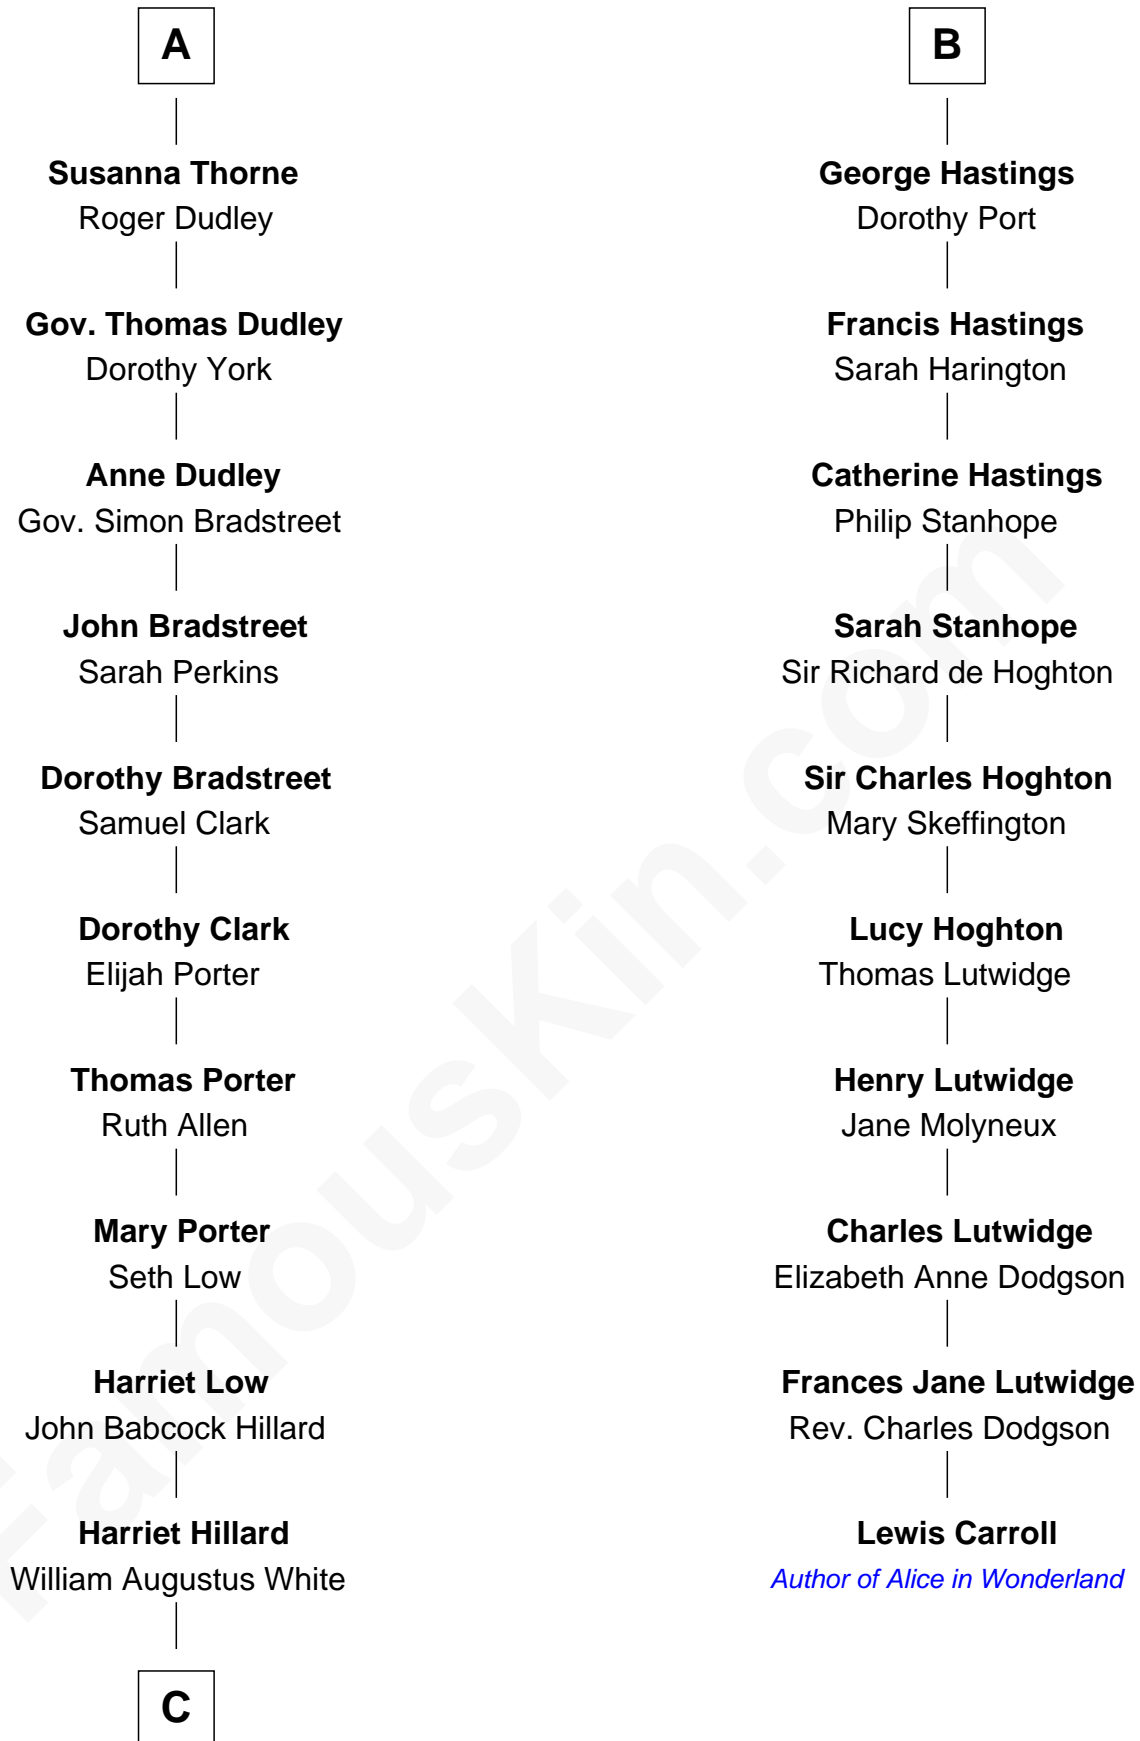 A
Susanna Thorne
Roger Dudley
Gov. Thomas Dudley
Dorothy York
Anne Dudley
Gov. Simon Bradstreet
John Bradstreet
Sarah Perkins
Dorothy Bradstreet
Samuel Clark
Dorothy Clark
Elijah Porter
Thomas Porter
Ruth Allen
Mary Porter
Seth Low
Harriet Low
John Babcock Hillard
Harriet Hillard
William Augustus White
C
B
George Hastings
Dorothy Port
Francis Hastings
Sarah Harington
Catherine Hastings
Philip Stanhope
Sarah Stanhope
Sir Richard de Hoghton
Sir Charles Hoghton
Mary Skeffington
Lucy Hoghton
Thomas Lutwidge
Henry Lutwidge
Jane Molyneux
Charles Lutwidge
Elizabeth Anne Dodgson
Frances Jane Lutwidge
Rev. Charles Dodgson
Lewis Carroll
Author of Alice in Wonderland
FamousKin.com